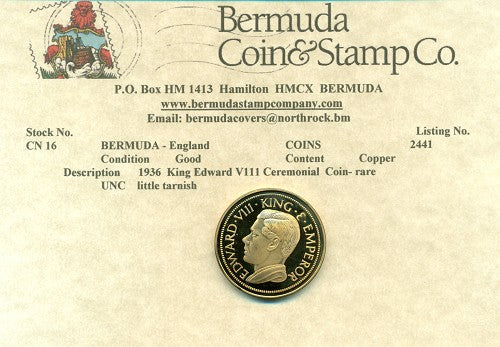 Bermuda
Coin&Stamp Co.
P.O. Box HM 1413 Hamilton HMCX BERMUDA
www.bermudastampcompany.com
Email: bermudacovers@northrock.bm
Stock No. Listing No.
CN 16 BERMUDA - England COINS 2441
Condition Good Content Copper
Description 1936 King Edward V111 Ceremonial Coin- rare
UNC little tarnish
EDWARD·VIII·KING·&·EMPEROR